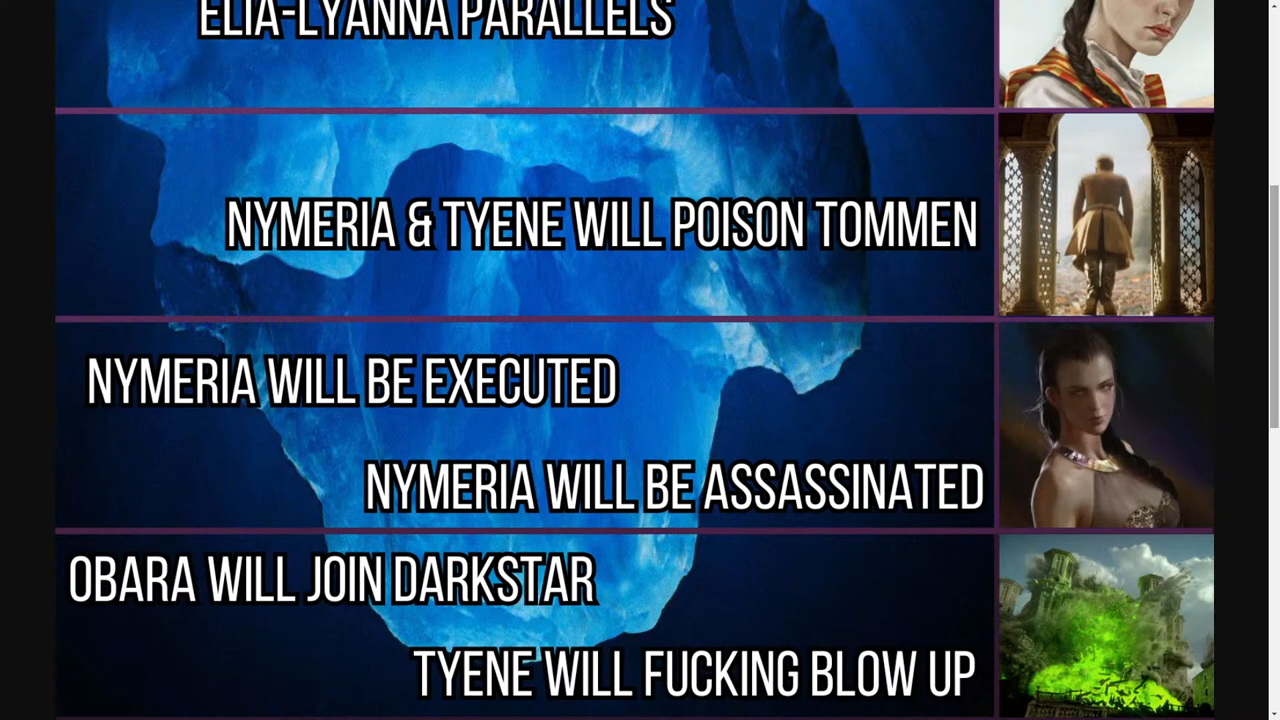 ELIA-LYANNA PARALLELS
NYMERIA & TYENE WILL POISON TOMMEN
NYMERIA WILL BE EXECUTED
NYMERIA WILL BE ASSASSINATED
OBARA WILL JOIN DARKSTAR
TYENE WILL FUCKING BLOW UP